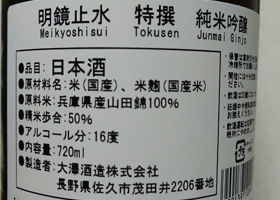 明鏡止水 特撰 純米吟醸
Meikyoshisui Tokusen Junmai Ginjo
●品目：日本酒
●原材料名：米（国産）、米麹（国産米）
●原料米：兵庫県産山田錦100％
●精米歩合：50％
●アルコール分：16度
●内容量：720ml
●製造者：大澤酒造株式会社
長野県佐久市茂田井2206番地